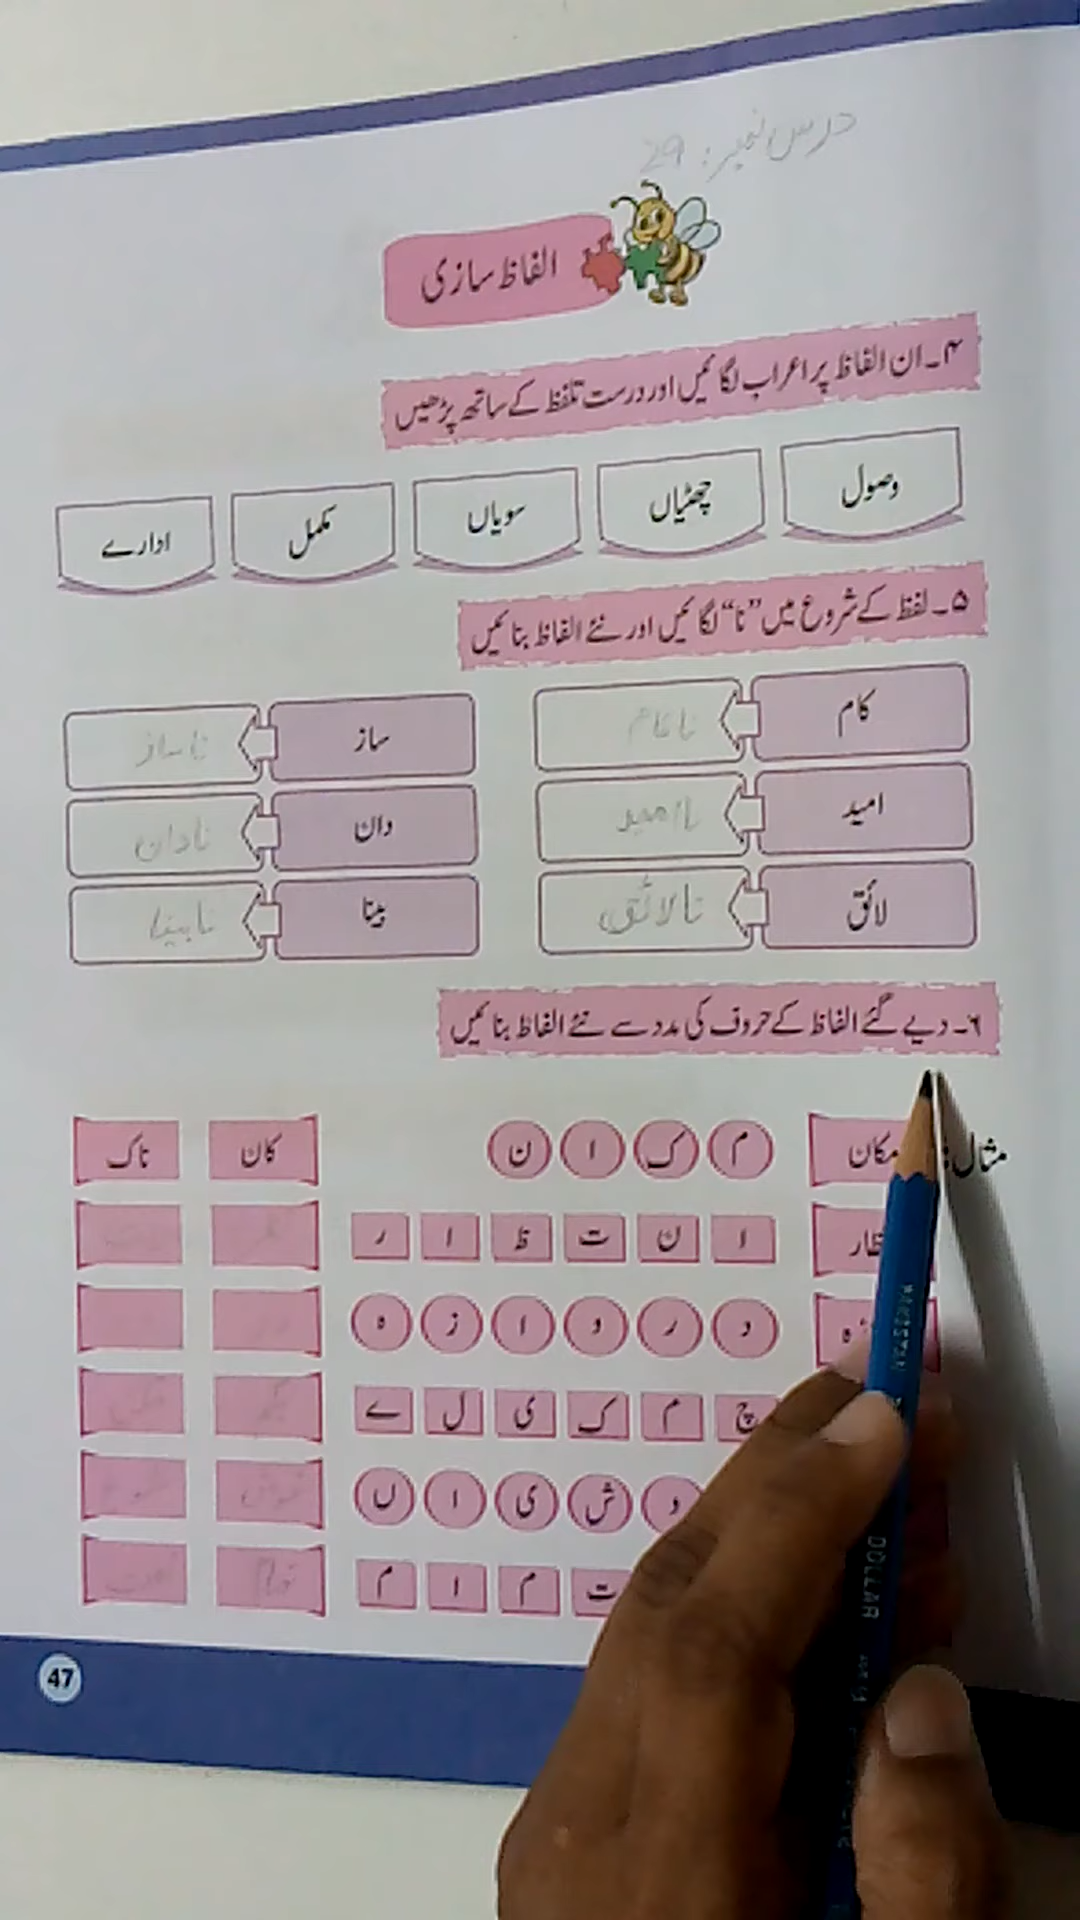 درس نمبر: 29
الفاظ سازی
۴۔ ان الفاظ پر اعراب لگائیں اور درست تلفظ کے ساتھ پڑھیں
وصول چھٹیاں سویاں مکمل ادارے
۵۔ لفظ کے شروع میں "نا" لگائیں اور نئے الفاظ بنائیں
کام ناکام ساز ناساز
امید ناامید دان نادان
لائق نالائق بینا نابینا
۶۔ دیے گئے الفاظ کے حروف کی مدد سے نئے الفاظ بنائیں
مثال: مکان م ک ا ن کان ناک
ا ن ت ظ ا ر
د ر و ا ز ہ
چ م ک ی ل ے
و ش ی ا ں
ت م ا م
47
DOLLAR